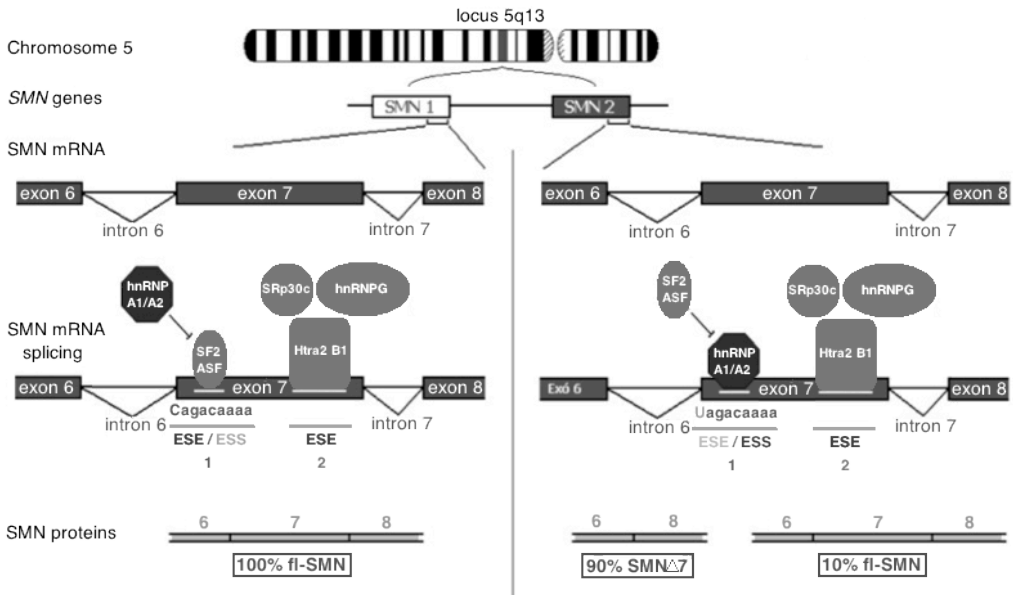 locus 5q13
Chromosome 5
SMN genes
SMN 1
SMN 2
SMN mRNA
exon 6
exon 7
exon 8
intron 6
intron 7
exon 6
exon 7
exon 8
intron 6
intron 7
SMN mRNA
splicing
hnRNP
A1/A2
SRp30c
hnRNPG
SF2
ASF
Htra2 B1
exon 6
exon 7
exon 8
intron 6
intron 7
Cagacaaaa
ESE / ESS
ESE
1
2
SF2
ASF
SRp30c
hnRNPG
hnRNP
A1/A2
Htra2 B1
Exó 6
exon 7
exon 8
intron 6
intron 7
Uagacaaaa
ESE / ESS
ESE
1
2
SMN proteins
6
7
8
100% fl-SMN
6
8
90% SMN△7
6
7
8
10% fl-SMN